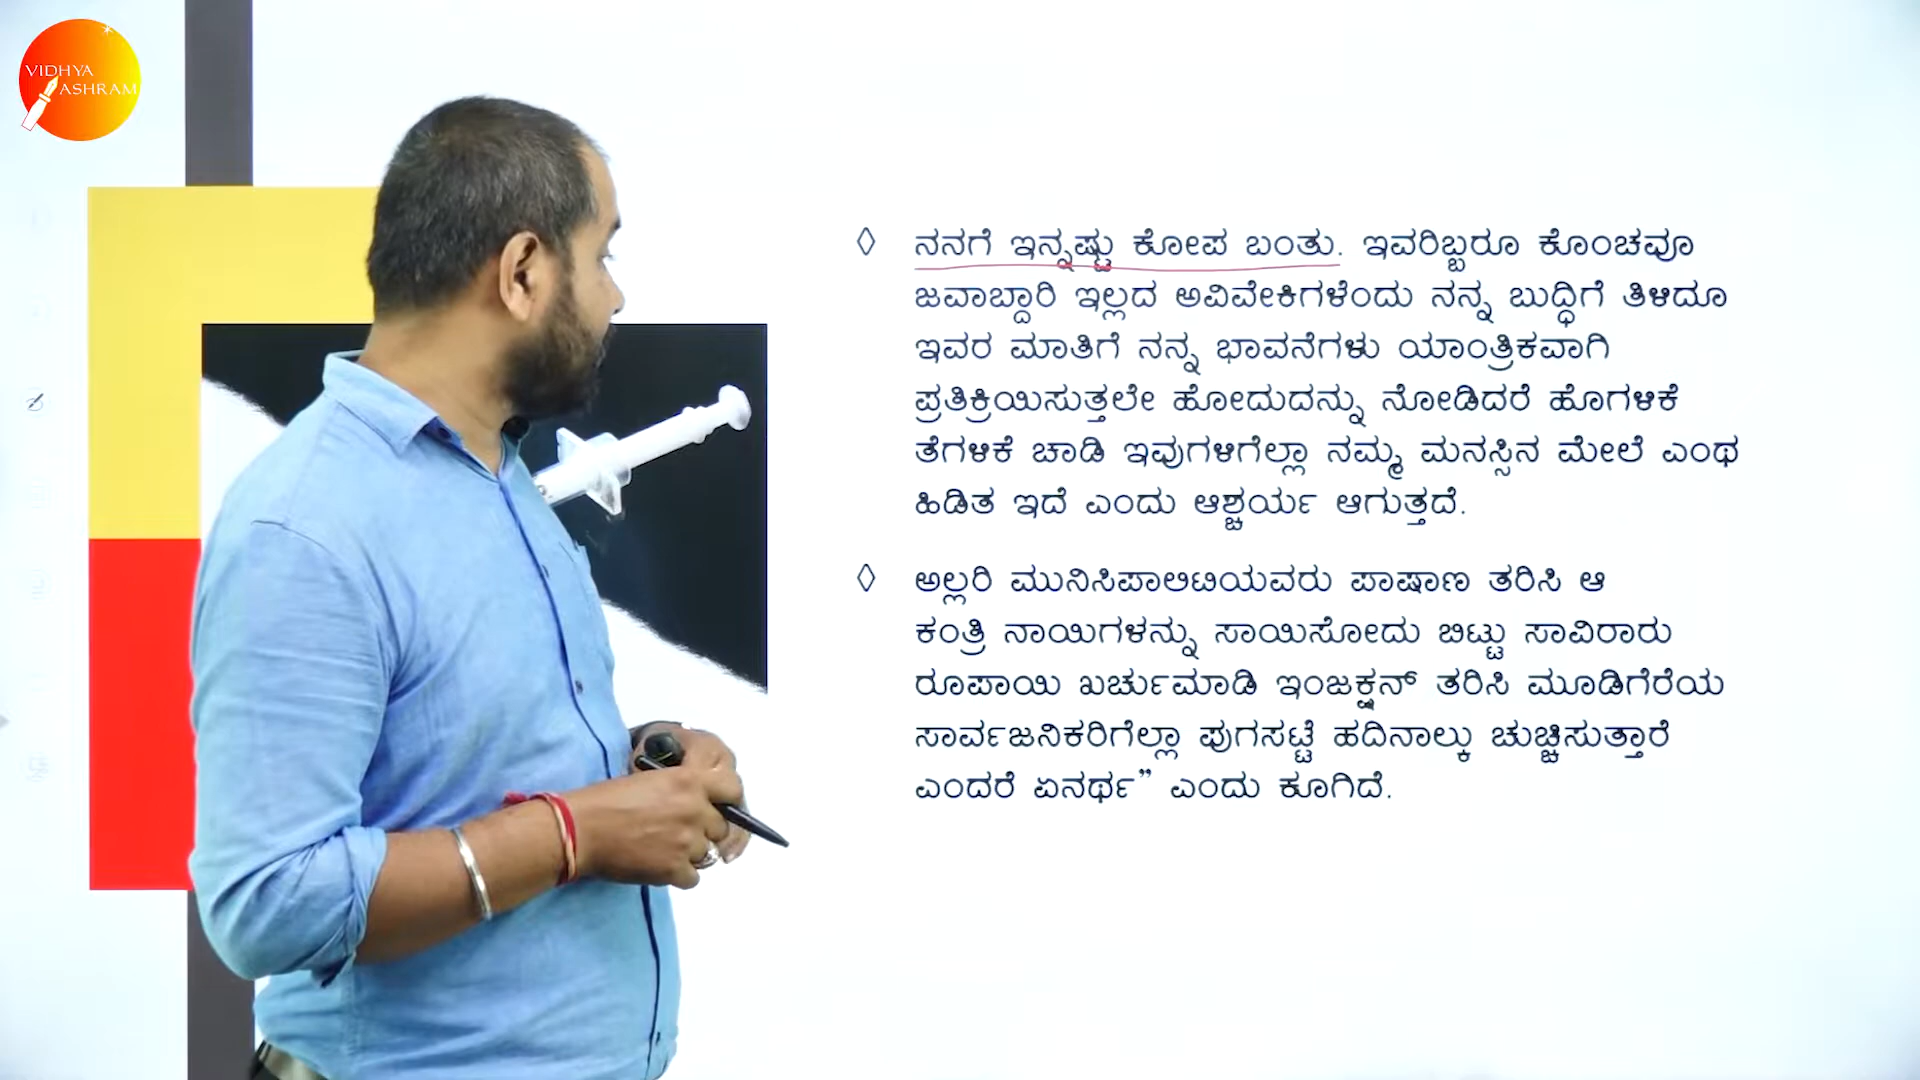 VIDHYA
ASHRAM
ನನಗೆ ಇನ್ನಷ್ಟು ಕೋಪ ಬಂತು. ಇವರಿಬ್ಬರೂ ಕೊಂಚವೂ
ಜವಾಬ್ದಾರಿ ಇಲ್ಲದ ಅವಿವೇಕಿಗಳೆಂದು ನನ್ನ ಬುದ್ಧಿಗೆ ತಿಳಿದೂ
ಇವರ ಮಾತಿಗೆ ನನ್ನ ಭಾವನೆಗಳು ಯಾಂತ್ರಿಕವಾಗಿ
ಪ್ರತಿಕ್ರಿಯಿಸುತ್ತಲೇ ಹೋದುದನ್ನು ನೋಡಿದರೆ ಹೊಗಳಿಕೆ
ತೆಗಳಿಕೆ ಚಾಡಿ ಇವುಗಳಿಗೆಲ್ಲಾ ನಮ್ಮ ಮನಸ್ಸಿನ ಮೇಲೆ ಎಂಥ
ಹಿಡಿತ ಇದೆ ಎಂದು ಆಶ್ಚರ್ಯ ಆಗುತ್ತದೆ.
ಅಲ್ಲರಿ ಮುನಿಸಿಪಾಲಿಟಿಯವರು ಪಾಷಾಣ ತರಿಸಿ ಆ
ಕಂತ್ರಿ ನಾಯಿಗಳನ್ನು ಸಾಯಿಸೋದು ಬಿಟ್ಟು ಸಾವಿರಾರು
ರೂಪಾಯಿ ಖರ್ಚುಮಾಡಿ ಇಂಜಕ್ಷನ್ ತರಿಸಿ ಮೂಡಿಗೆರೆಯ
ಸಾರ್ವಜನಿಕರಿಗೆಲ್ಲಾ ಪುಗಸಟ್ಟೆ ಹದಿನಾಲ್ಕು ಚುಚ್ಚಿಸುತ್ತಾರೆ
ಎಂದರೆ ಏನರ್ಥ” ಎಂದು ಕೂಗಿದೆ.